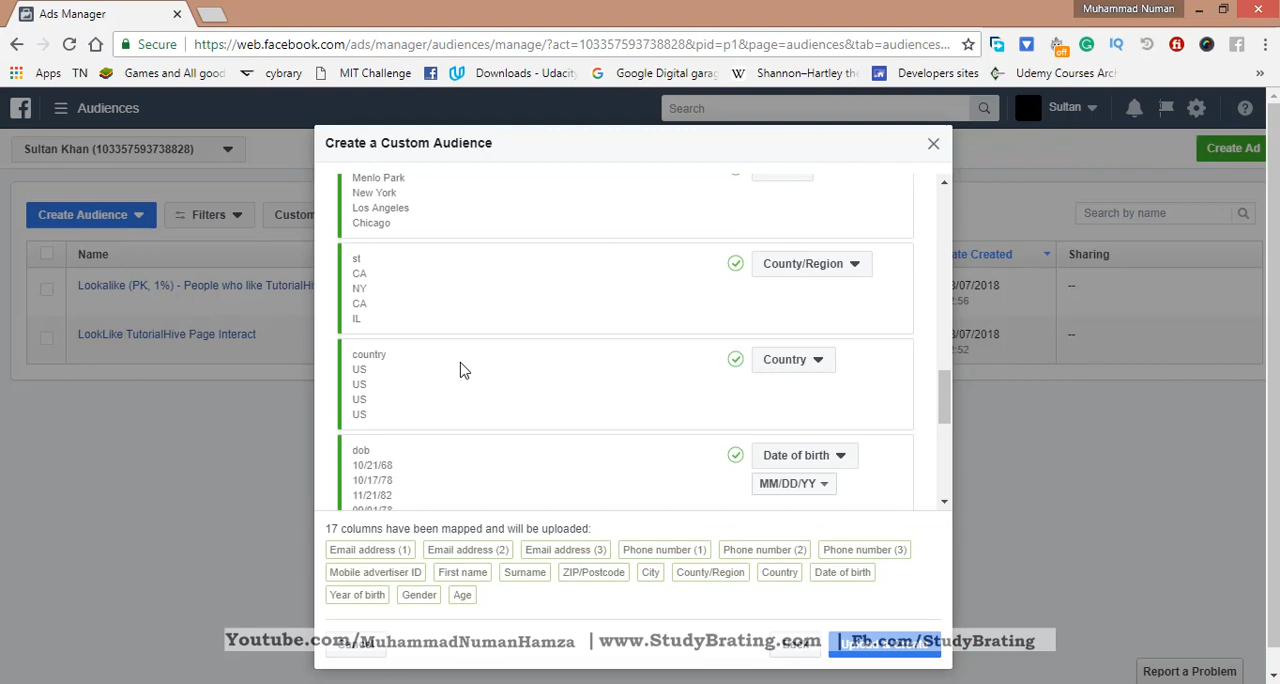 Ads Manager
Muhammad Numan
Secure
https://web.facebook.com/ads/manager/audiences/manage/?act=103357593738828&pid=p1&page=audiences&tab=audiences...
off
Apps
TN
Games and All good
cybrary
MIT Challenge
Downloads - Udacity
Google Digital garag
Shannon–Hartley the
Developers sites
Udemy Courses Arc
Audiences
Search
Sultan
Sultan Khan (103357593738828)
Create Ad
Create a Custom Audience
Create Audience
Filters
Custom
Search by name
Name
ate Created
Sharing
Lookalike (PK, 1%) - People who like TutorialHi
/07/2018
2:56
--
LookLike TutorialHive Page Interact
/07/2018
2:52
--
Menlo Park
New York
Los Angeles
Chicago
st
CA
NY
CA
IL
County/Region
country
US
US
US
US
Country
dob
10/21/68
10/17/78
11/21/82
09/01/78
Date of birth
MM/DD/YY
17 columns have been mapped and will be uploaded:
Email address (1)
Email address (2)
Email address (3)
Phone number (1)
Phone number (2)
Phone number (3)
Mobile advertiser ID
First name
Surname
ZIP/Postcode
City
County/Region
Country
Date of birth
Year of birth
Gender
Age
Youtube.com/MuhammadNumanHamza | www.StudyBrating.com | Fb.com/StudyBrating
Report a Problem